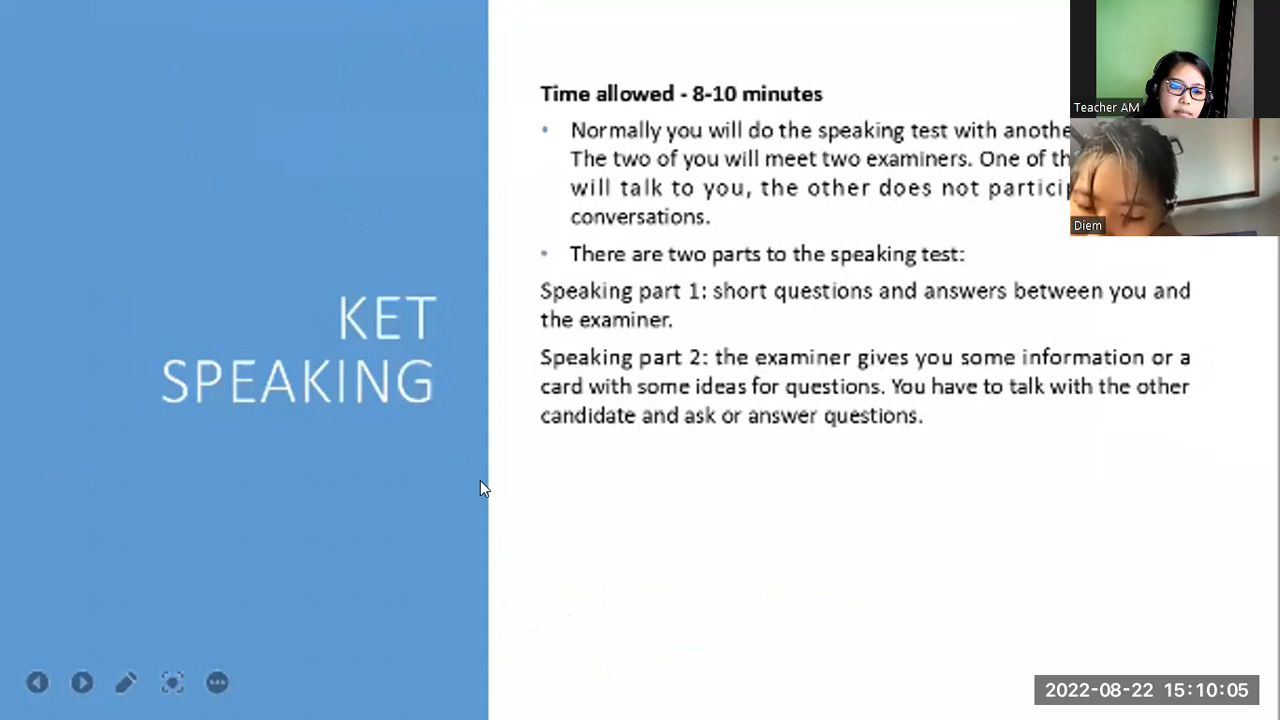 KET
SPEAKING
Time allowed - 8-10 minutes
• Normally you will do the speaking test with
The two of you will meet two examiners. One of
will talk to you, the other does not
conversations.
• There are two parts to the speaking test:
Speaking part 1: short questions and answers between you and
the examiner.
Speaking part 2: the examiner gives you some information or a
card with some ideas for questions. You have to talk with the other
candidate and ask or answer questions.
Teacher AM
Diem
2022-08-22 15:10:05